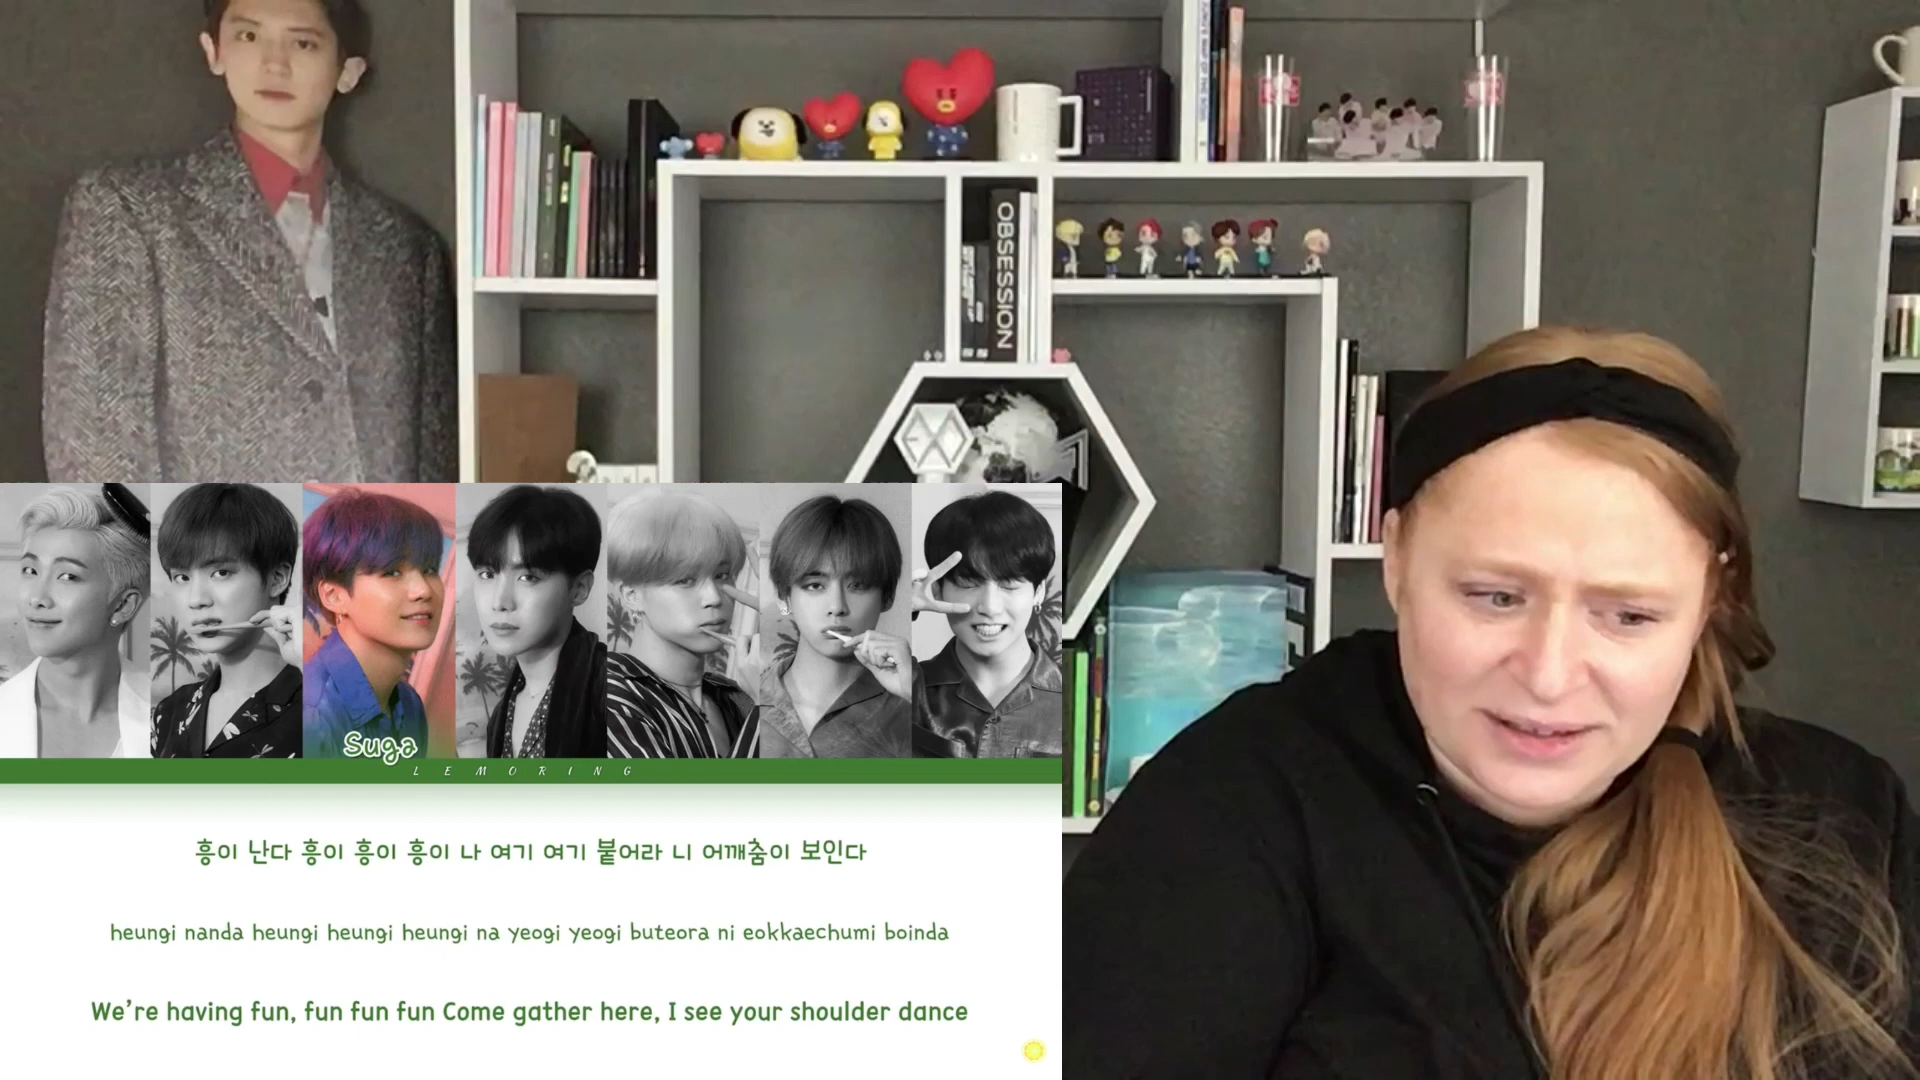 OBSESSION
EXO
Suga
LEMORING
흥이 난다 흥이 흥이 흥이 나 여기 여기 붙어라 니 어깨춤이 보인다
heungi nanda heungi heungi heungi na yeogi yeogi buteora ni eokkaechumi boinda
We're having fun, fun fun fun Come gather here, I see your shoulder dance